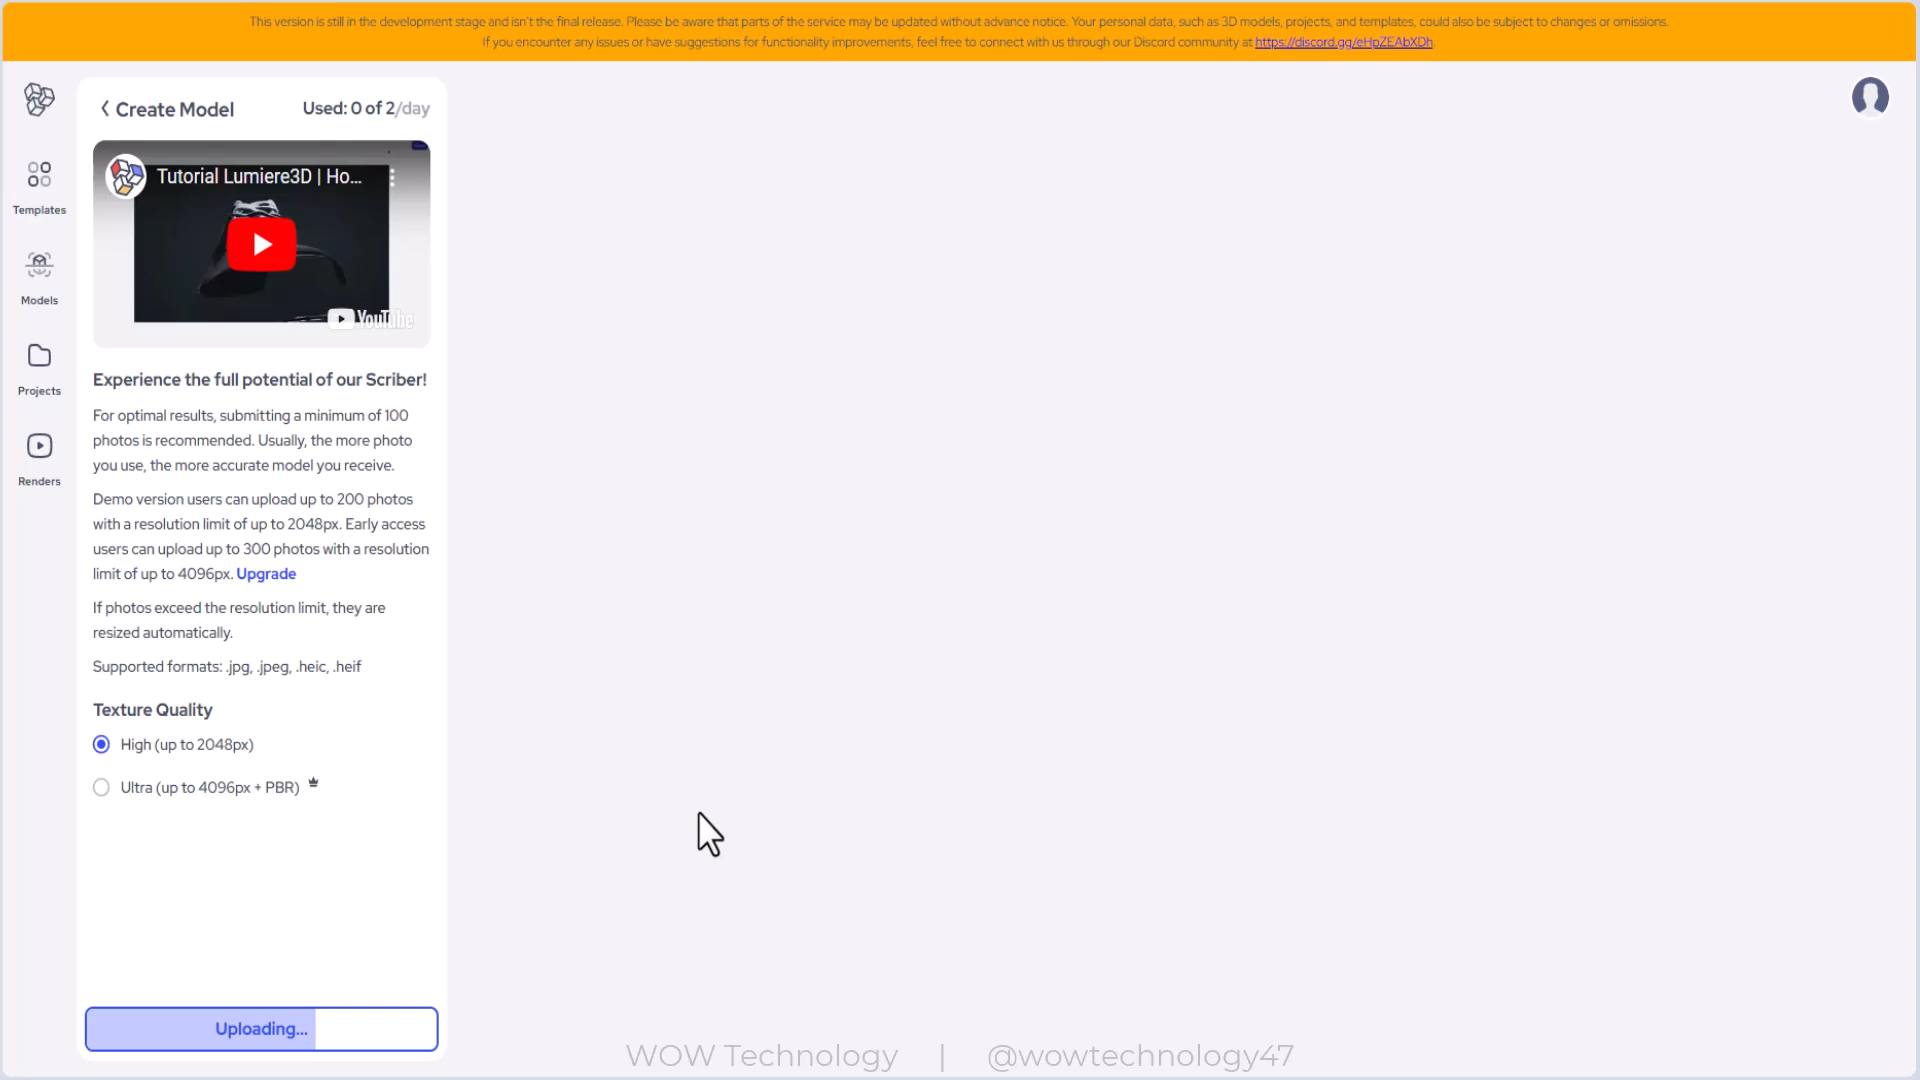 This version is still in the development stage and isn't the final release. Please be aware that parts of the service may be updated without advance notice. Your personal data, such as 3D models, projects, and templates, could also be subject to changes or omissions.
If you encounter any issues or have suggestions for functionality improvements, feel free to connect with us through our Discord community at https://discord.gg/eHpZEAbXDh.
Create Model
Used: 0 of 2/day
Tutorial Lumiere3D | Ho...
YouTube
Templates
Models
Projects
Renders
Experience the full potential of our Scriber!
For optimal results, submitting a minimum of 100
photos is recommended. Usually, the more photo
you use, the more accurate model you receive.
Demo version users can upload up to 200 photos
with a resolution limit of up to 2048px. Early access
users can upload up to 300 photos with a resolution
limit of up to 4096px. Upgrade
If photos exceed the resolution limit, they are
resized automatically.
Supported formats: .jpg, .jpeg, .heic, .heif
Texture Quality
High (up to 2048px)
Ultra (up to 4096px + PBR)
Uploading...
WOW Technology | @wowtechnology47